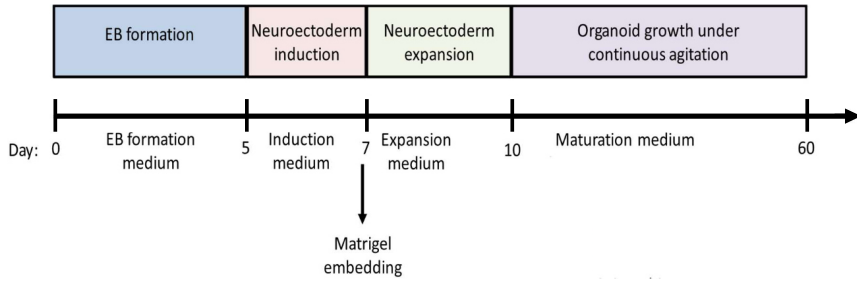 EB formation
Neuroectoderm
induction
Neuroectoderm
expansion
Organoid growth under
continuous agitation
Day: 0 5 7 10 60
EB formation
medium
Induction
medium
Expansion
medium
Maturation medium
Matrigel
embedding